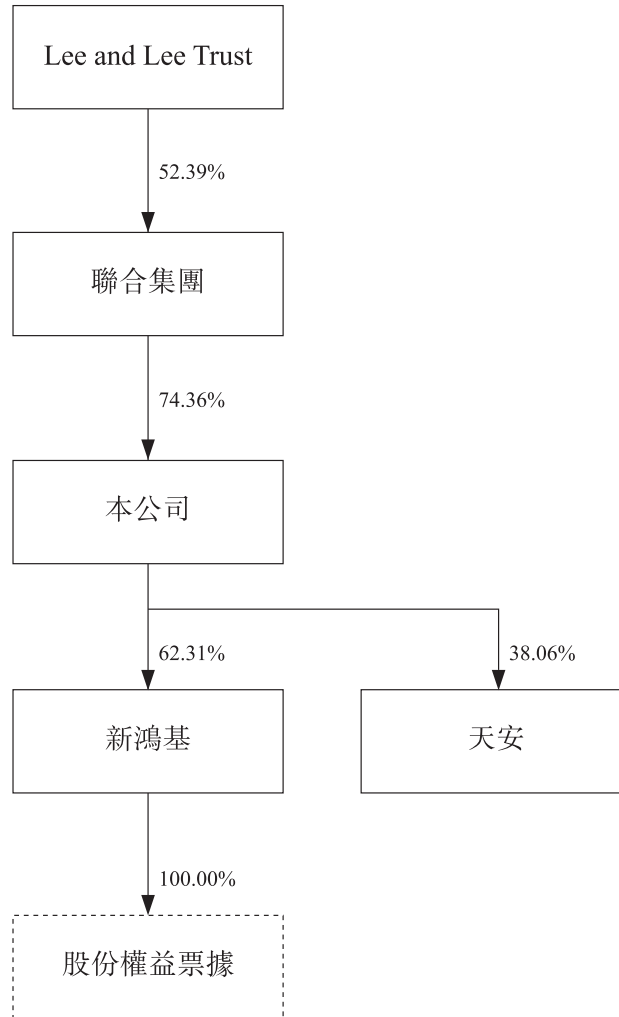 Lee and Lee Trust
52.39%
聯合集團
74.36%
本公司
62.31%
38.06%
新鴻基
天安
100.00%
股份權益票據